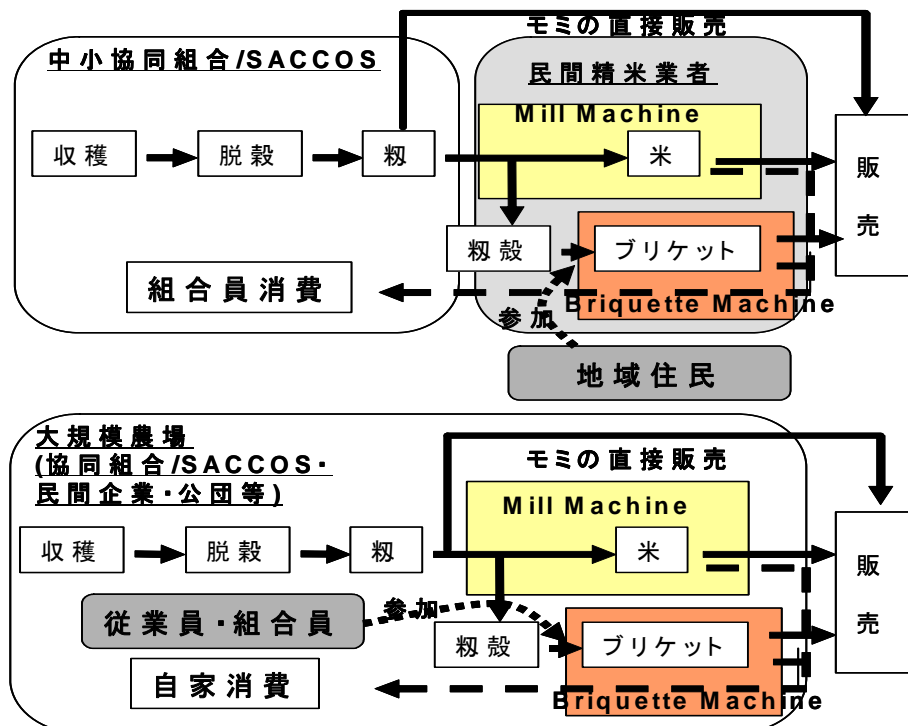 モミの直接販売
中小協同組合/SACCOS
民間精米業者
Mill Machine
収穫
脱穀
籾
米
販売
籾殻
ブリケット
組合員消費
Briquette Machine
参加
地域住民
大規模農場
(協同組合/SACCOS・
民間企業・公団等)
モミの直接販売
Mill Machine
収穫
脱穀
籾
米
販売
従業員・組合員
参加
籾殻
ブリケット
自家消費
Briquette Machine